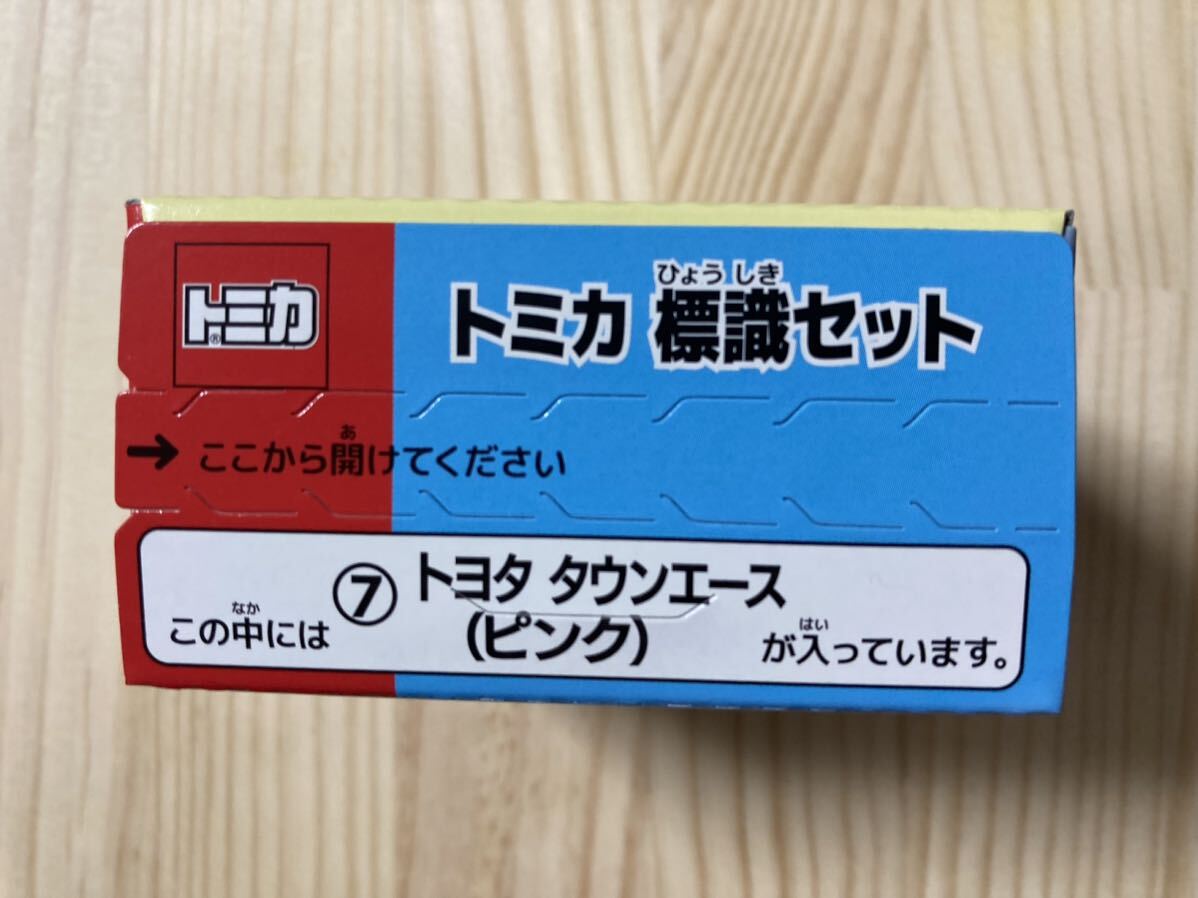 トミカ®
ひょうしき
トミカ 標識セット
あ
→ ここから開けてください
⑦ トヨタ タウンエース
(ピンク)
なか
この中には
はい
が入っています。